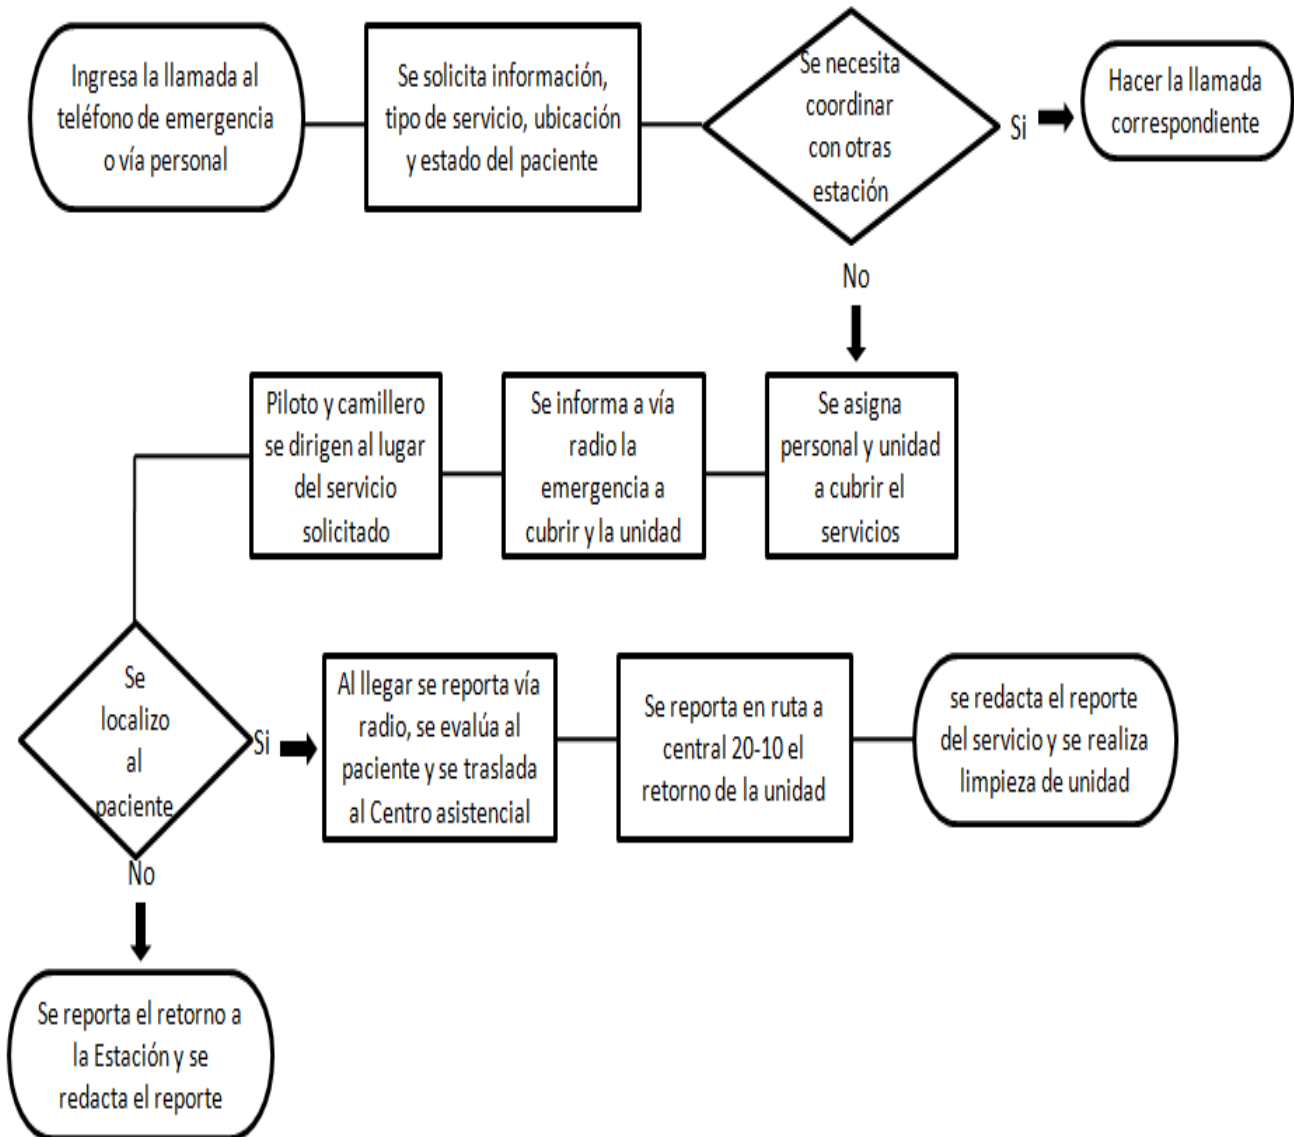 Ingresa la llamada al
teléfono de emergencia
o vía personal
Se solicita información,
tipo de servicio, ubicación
y estado del paciente
Se necesita
coordinar
con otras
estación
Si
Hacer la llamada
correspondiente
No
Se asigna
personal y unidad
a cubrir el
servicios
Se informa a vía
radio la
emergencia a
cubrir y la unidad
Piloto y camillero
se dirigen al lugar
del servicio
solicitado
Se
localizo
al
paciente
Si
Al llegar se reporta vía
radio, se evalúa al
paciente y se traslada
al Centro asistencial
Se reporta en ruta a
central 20-10 el
retorno de la unidad
se redacta el reporte
del servicio y se realiza
limpieza de unidad
No
Se reporta el retorno a
la Estación y se
redacta el reporte